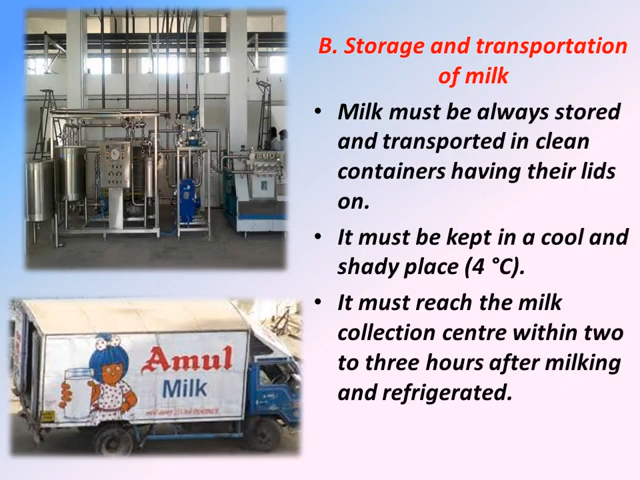 B. Storage and transportation
of milk
• Milk must be always stored
and transported in clean
containers having their lids
on.
• It must be kept in a cool and
shady place (4 °C).
• It must reach the milk
collection centre within two
to three hours after milking
and refrigerated.
Amul
Milk